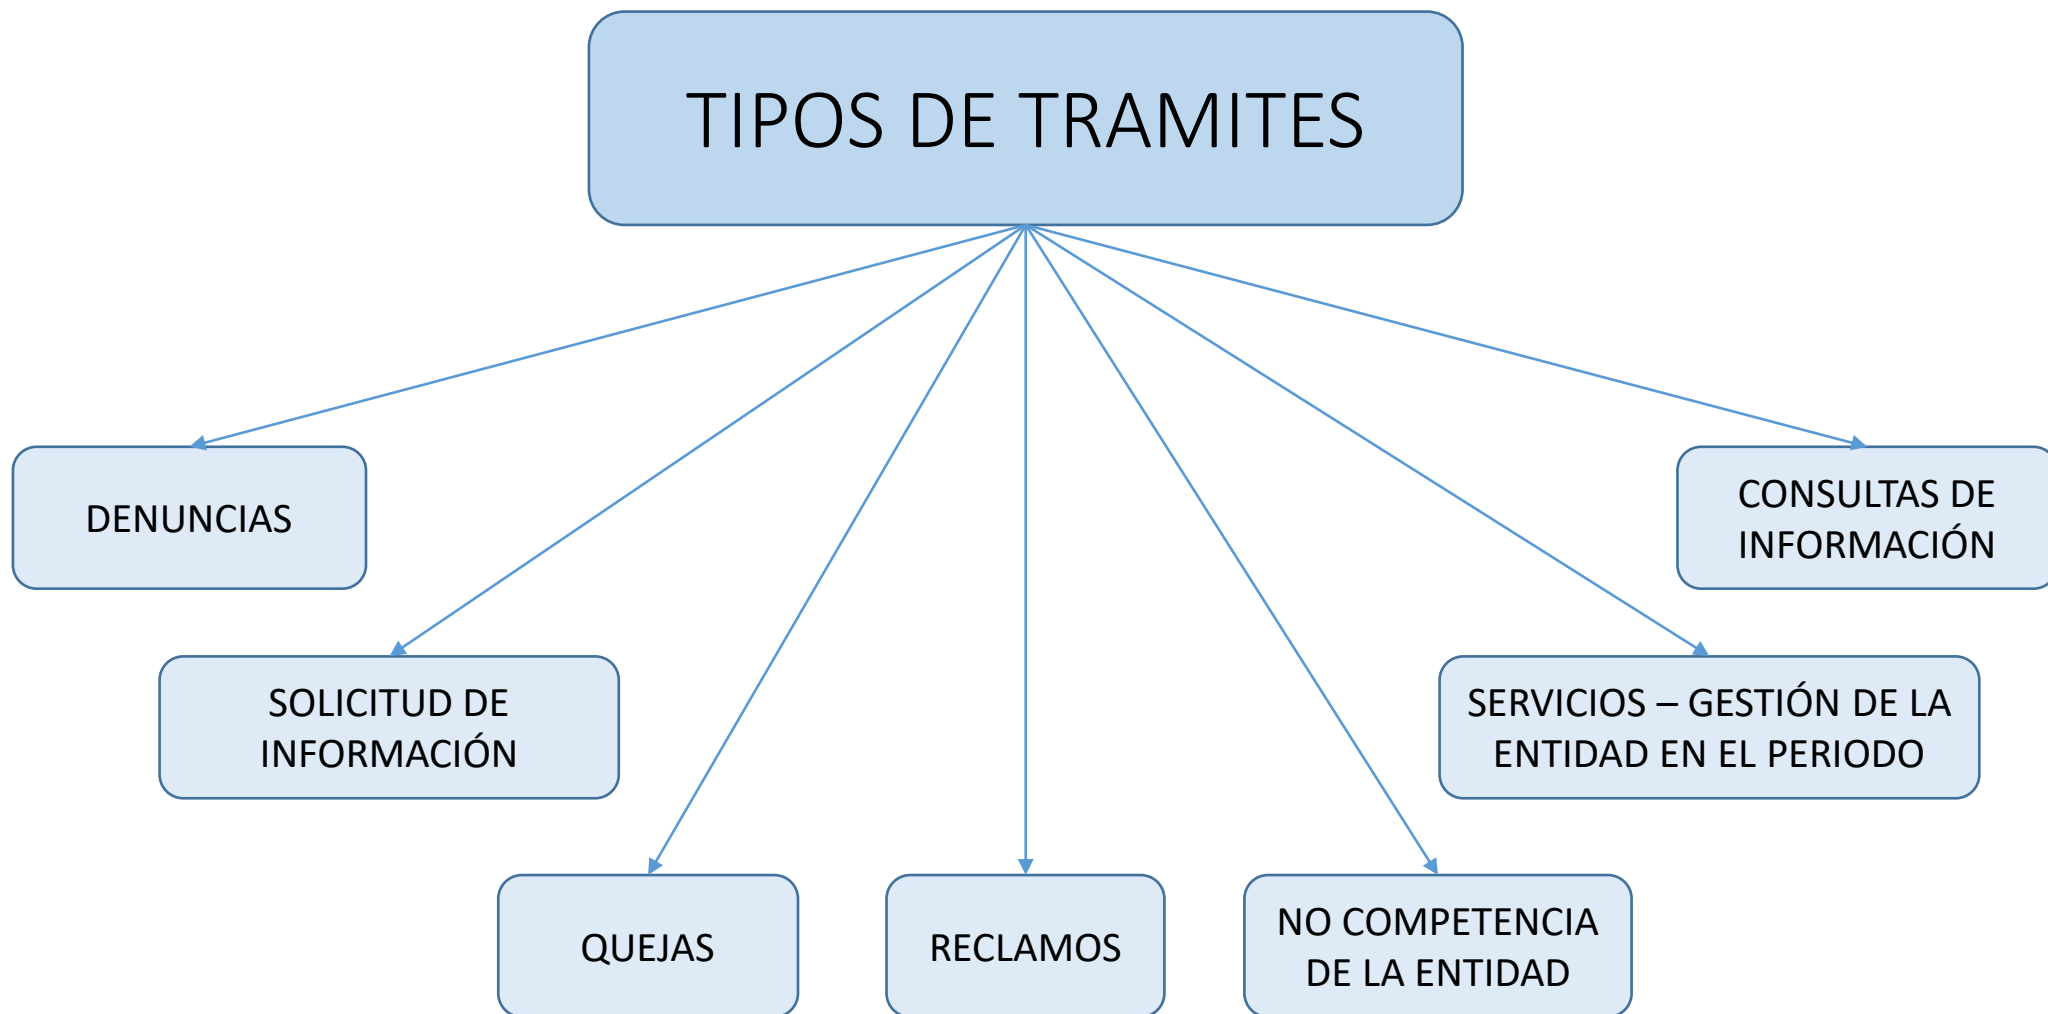 TIPOS DE TRAMITES
DENUNCIAS
CONSULTAS DE
INFORMACIÓN
SOLICITUD DE
INFORMACIÓN
SERVICIOS – GESTIÓN DE LA
ENTIDAD EN EL PERIODO
QUEJAS
RECLAMOS
NO COMPETENCIA
DE LA ENTIDAD